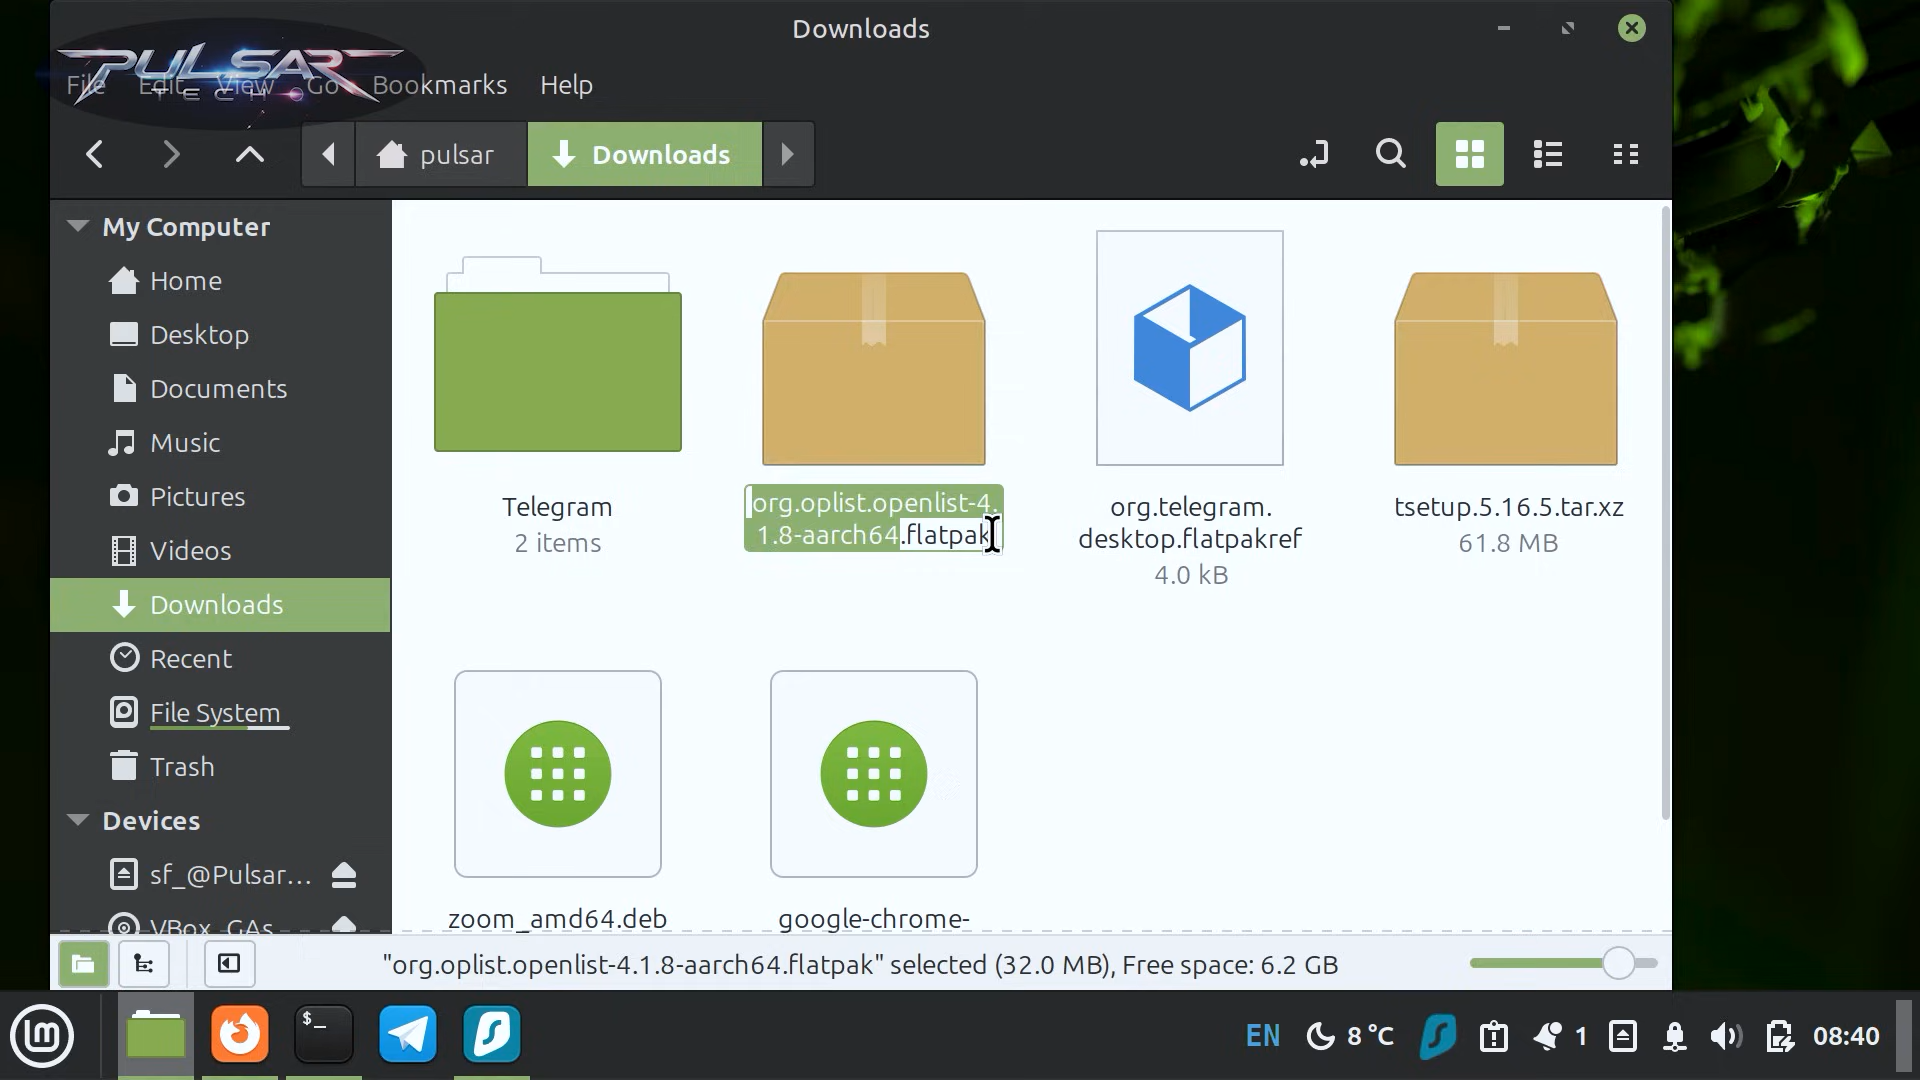 Downloads
PULSAR
TECH
File Edit View Go Bookmarks Help
pulsar
Downloads
My Computer
Home
Desktop
Documents
Music
Pictures
Videos
Downloads
Recent
File System
Trash
Devices
sf_@Pulsar...
VBox_GAs_
Telegram
2 items
org.oplist.openlist-4.
1.8-aarch64.flatpak
org.telegram.
desktop.flatpakref
4.0 kB
tsetup.5.16.5.tar.xz
61.8 MB
zoom_amd64.deb
google-chrome-
"org.oplist.openlist-4.1.8-aarch64.flatpak" selected (32.0 MB), Free space: 6.2 GB
$_
EN
8 °C
1
08:40